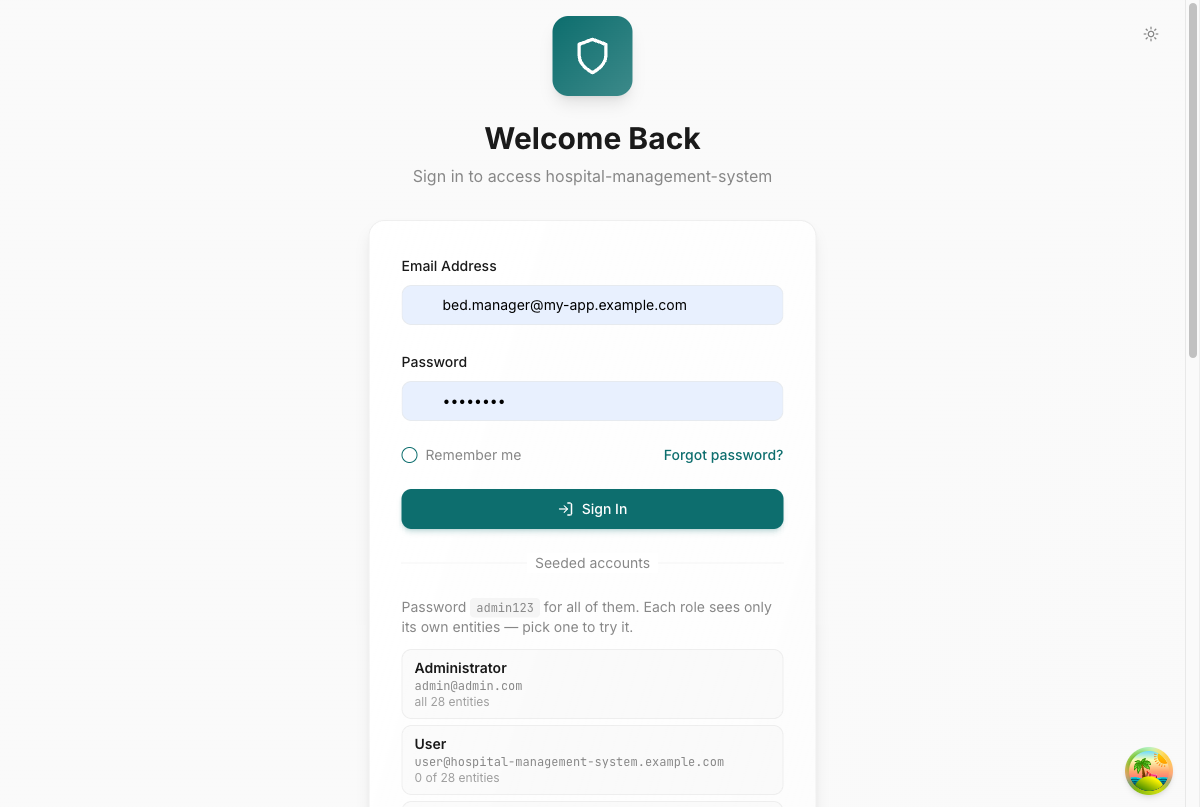 Welcome Back
Sign in to access hospital-management-system
Email Address
bed.manager@my-app.example.com
Password
••••••••
Remember me
Forgot password?
Sign In
Seeded accounts
Password admin123 for all of them. Each role sees only
its own entities — pick one to try it.
Administrator
admin@admin.com
all 28 entities
User
user@hospital-management-system.example.com
0 of 28 entities